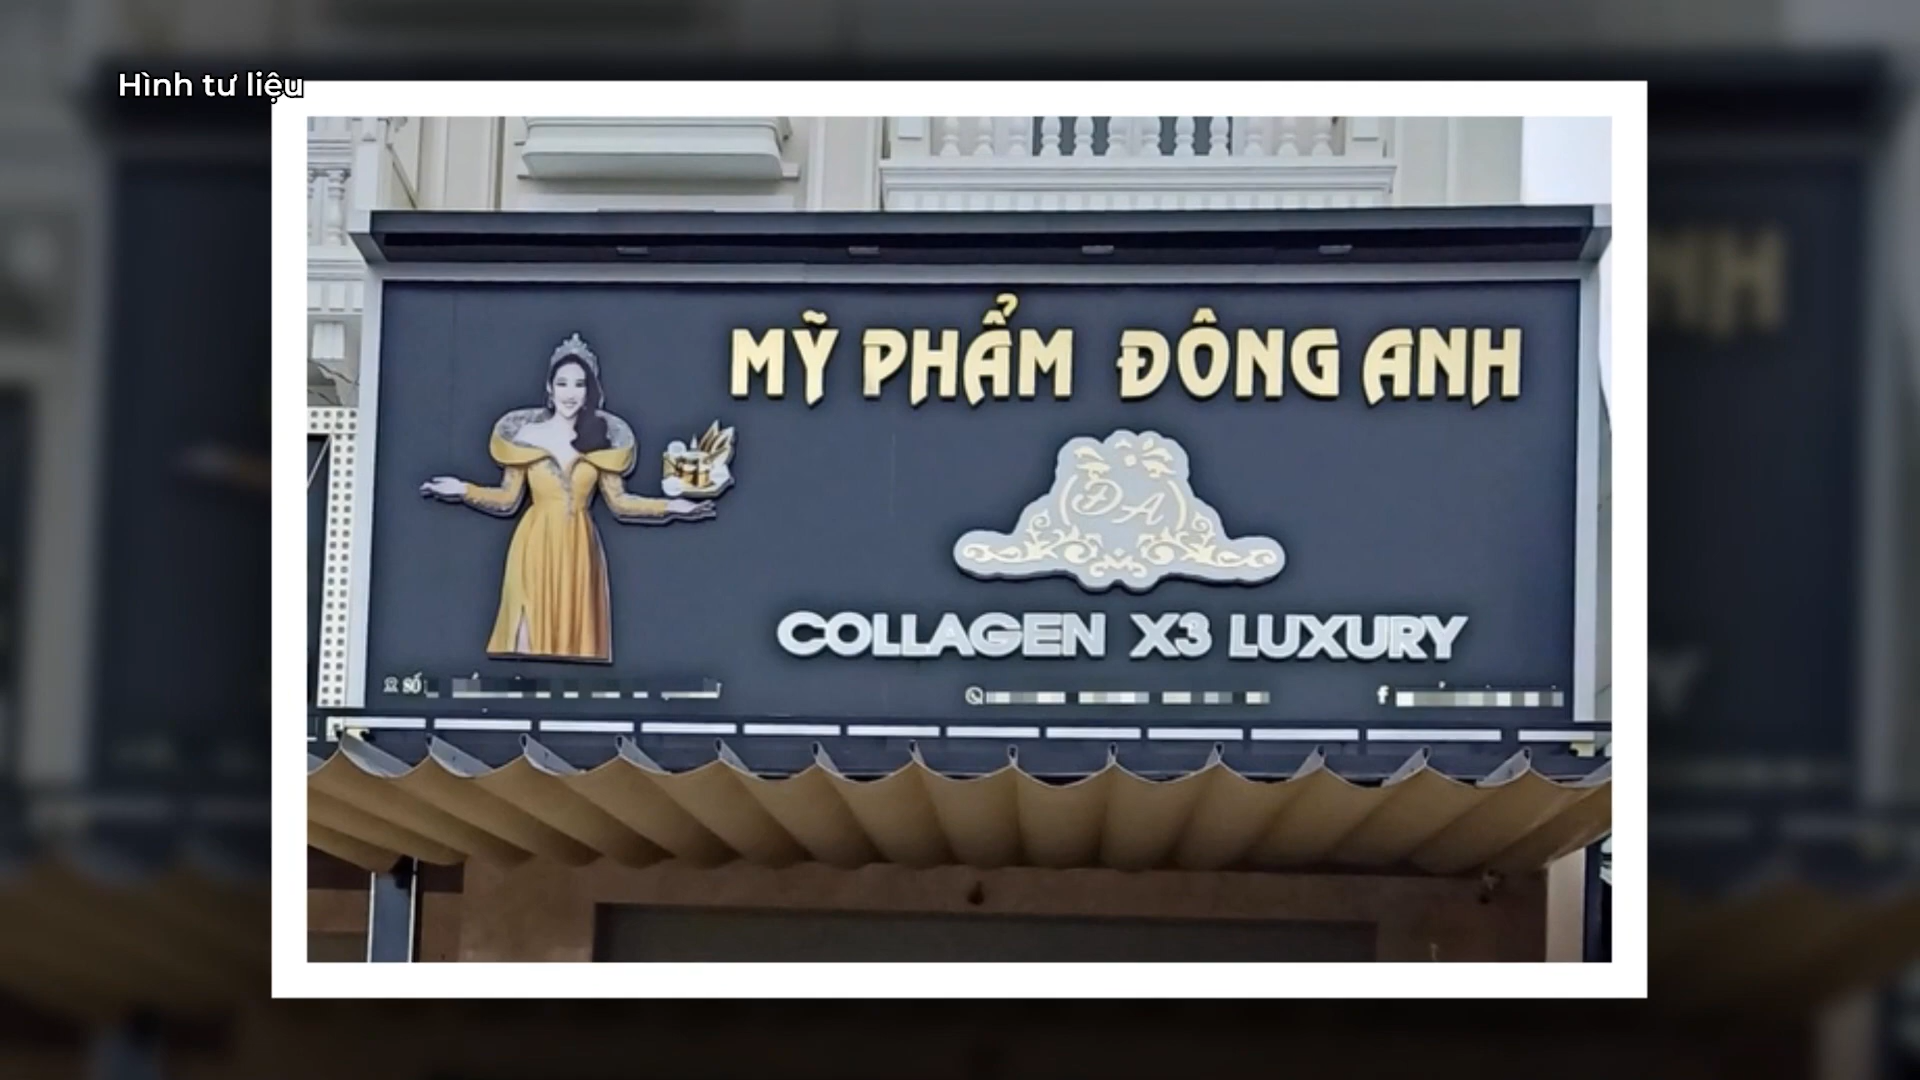 Hình tư liệu
MỸ PHẨM ĐÔNG ANH
ĐA
COLLAGEN X3 LUXURY
SỐ